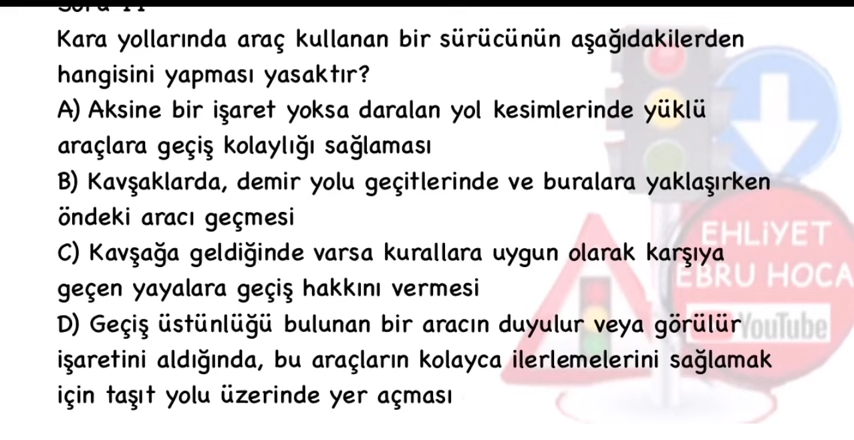 Soru 11
Kara yollarında araç kullanan bir sürücünün aşağıdakilerden
hangisini yapması yasaktır?
A) Aksine bir işaret yoksa daralan yol kesimlerinde yüklü
araçlara geçiş kolaylığı sağlaması
B) Kavşaklarda, demir yolu geçitlerinde ve buralara yaklaşırken
öndeki aracı geçmesi
C) Kavşağa geldiğinde varsa kurallara uygun olarak karşıya
geçen yayalara geçiş hakkını vermesi
D) Geçiş üstünlüğü bulunan bir aracın duyulur veya görülür
işaretini aldığında, bu araçların kolayca ilerlemelerini sağlamak
için taşıt yolu üzerinde yer açması
EHLİYET
EBRU HOCA
YouTube